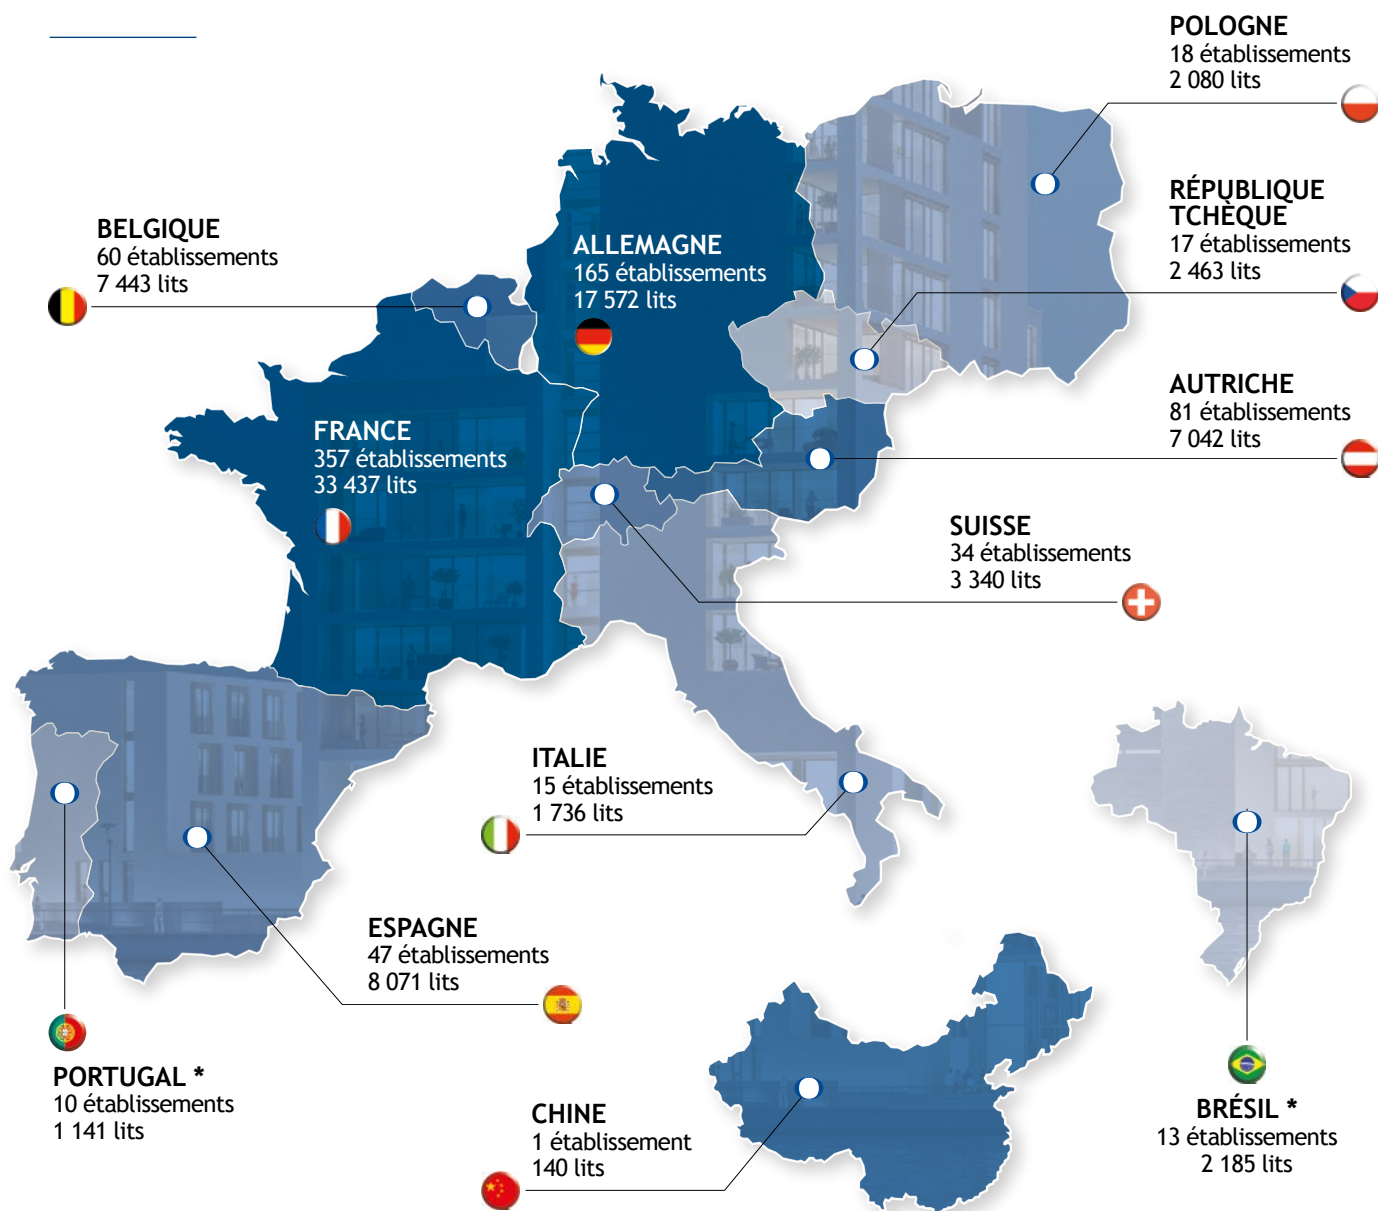 POLOGNE
18 établissements
2 080 lits
RÉPUBLIQUE
TCHÈQUE
17 établissements
2 463 lits
BELGIQUE
60 établissements
7 443 lits
ALLEMAGNE
165 établissements
17 572 lits
AUTRICHE
81 établissements
7 042 lits
FRANCE
357 établissements
33 437 lits
SUISSE
34 établissements
3 340 lits
ITALIE
15 établissements
1 736 lits
ESPAGNE
47 établissements
8 071 lits
PORTUGAL *
10 établissements
1 141 lits
CHINE
1 établissement
140 lits
BRÉSIL *
13 établissements
2 185 lits